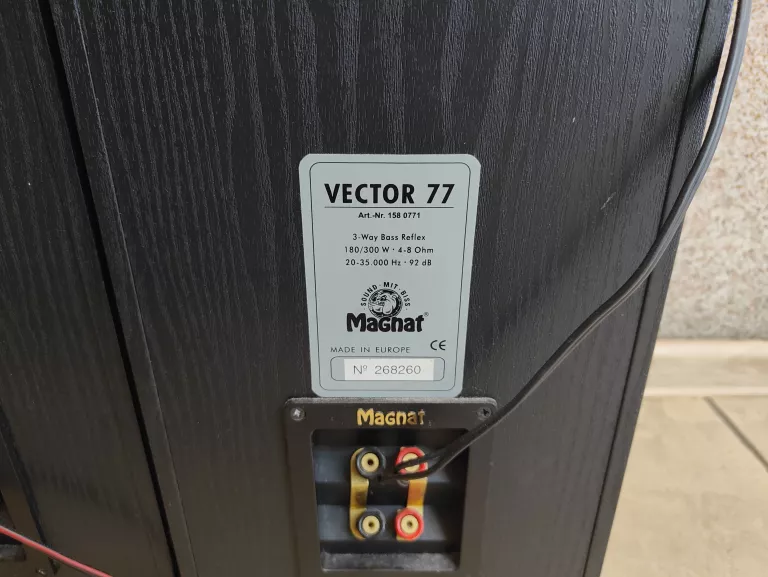 VECTOR 77
Art.-Nr. 158 0771
3-Way Bass Reflex
180/300 W · 4-8 Ohm
20-35.000 Hz · 92 dB
SOUND · MIT · BISS
Magnat®
MADE IN EUROPE CE
Nº 268260
Magnat